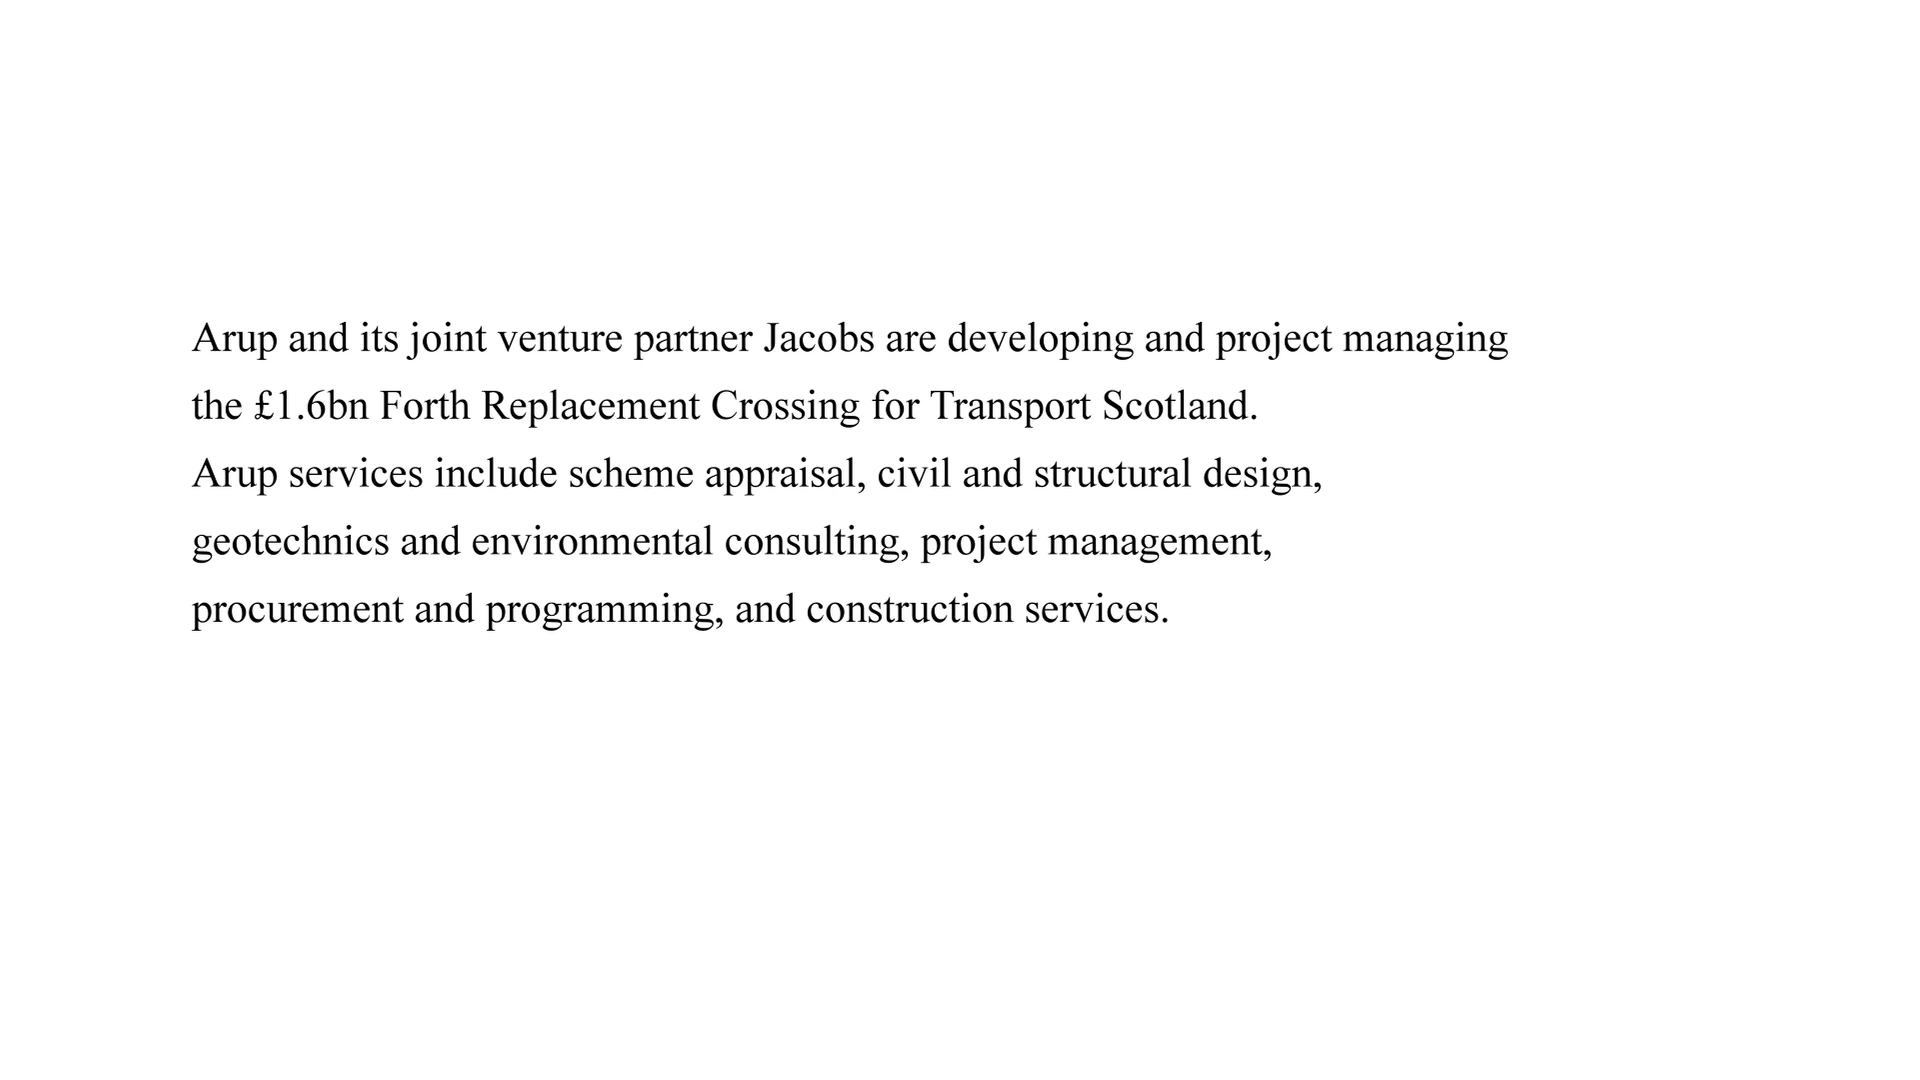 Arup and its joint venture partner Jacobs are developing and project managing
the £1.6bn Forth Replacement Crossing for Transport Scotland.
Arup services include scheme appraisal, civil and structural design,
geotechnics and environmental consulting, project management,
procurement and programming, and construction services.